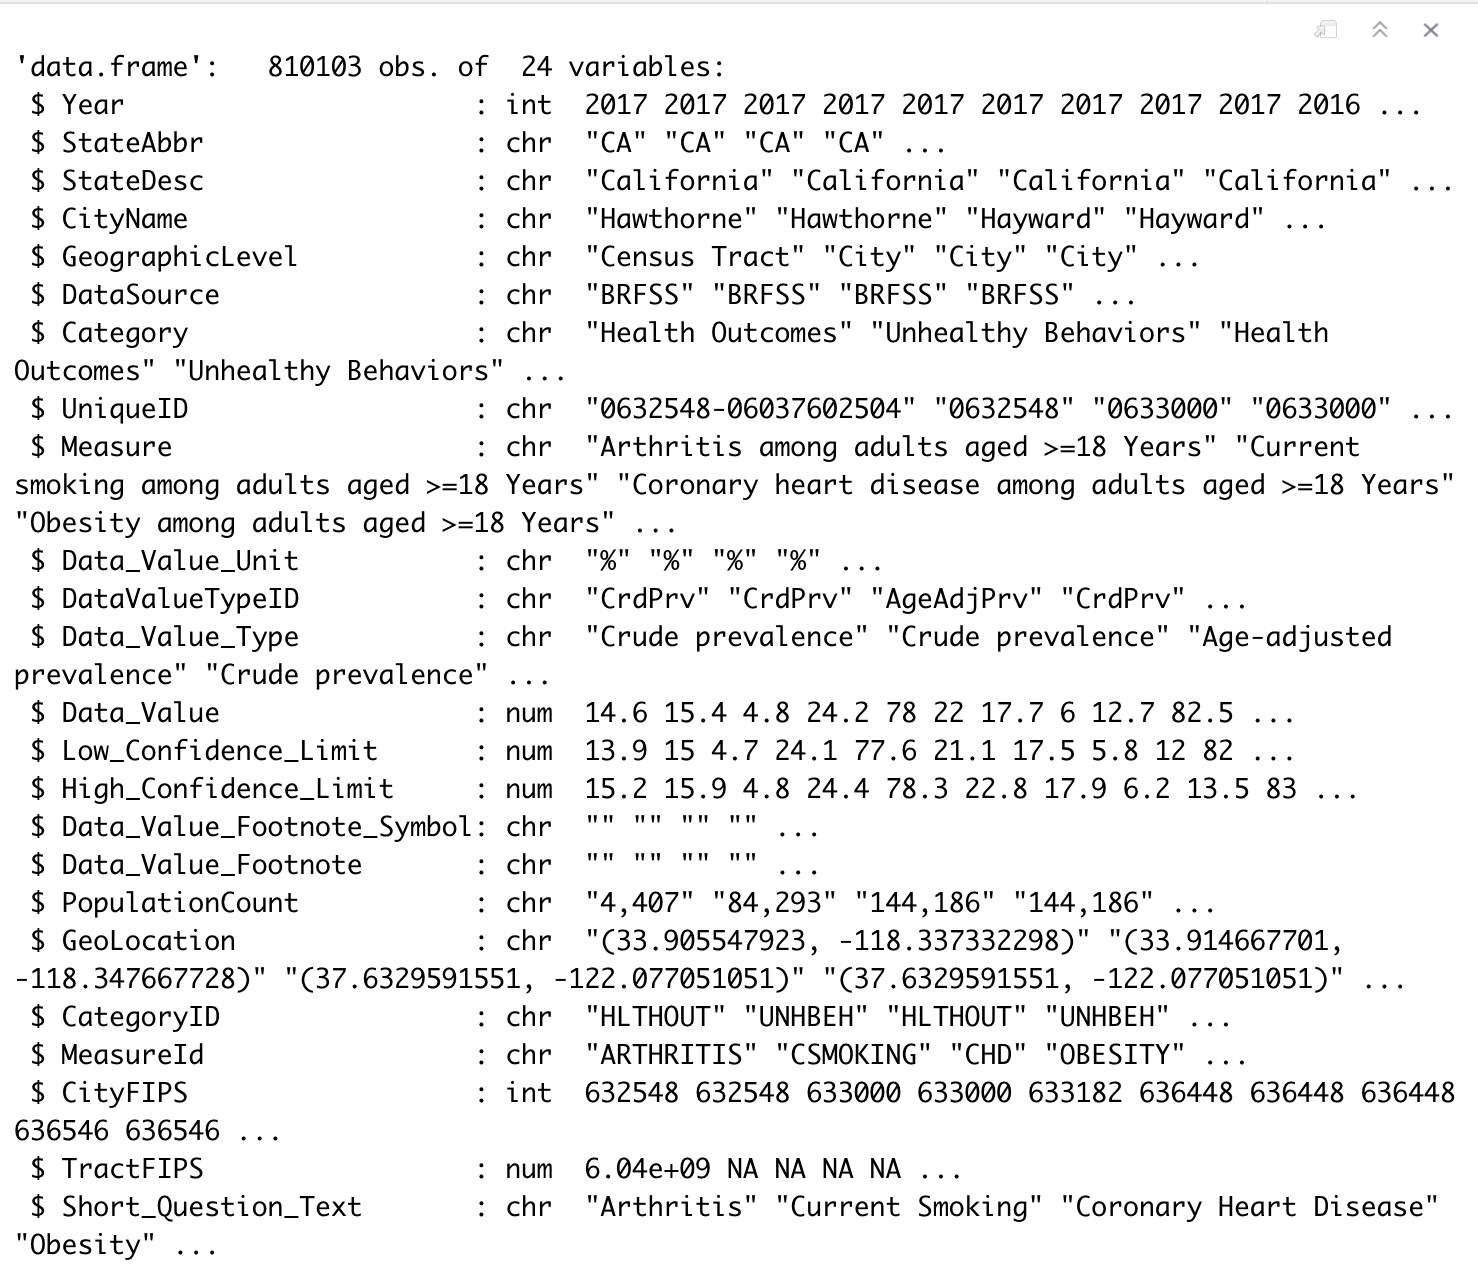 'data.frame':   810103 obs. of  24 variables:
 $ Year                      : int  2017 2017 2017 2017 2017 2017 2017 2017 2017 2016 ...
 $ StateAbbr                 : chr  "CA" "CA" "CA" "CA" ...
 $ StateDesc                 : chr  "California" "California" "California" "California" ...
 $ CityName                  : chr  "Hawthorne" "Hawthorne" "Hayward" "Hayward" ...
 $ GeographicLevel           : chr  "Census Tract" "City" "City" "City" ...
 $ DataSource                : chr  "BRFSS" "BRFSS" "BRFSS" "BRFSS" ...
 $ Category                  : chr  "Health Outcomes" "Unhealthy Behaviors" "Health
Outcomes" "Unhealthy Behaviors" ...
 $ UniqueID                  : chr  "0632548-06037602504" "0632548" "0633000" "0633000" ...
 $ Measure                   : chr  "Arthritis among adults aged >=18 Years" "Current
smoking among adults aged >=18 Years" "Coronary heart disease among adults aged >=18 Years"
"Obesity among adults aged >=18 Years" ...
 $ Data_Value_Unit           : chr  "%" "%" "%" "%" ...
 $ DataValueTypeID           : chr  "CrdPrv" "CrdPrv" "AgeAdjPrv" "CrdPrv" ...
 $ Data_Value_Type           : chr  "Crude prevalence" "Crude prevalence" "Age-adjusted
prevalence" "Crude prevalence" ...
 $ Data_Value                : num  14.6 15.4 4.8 24.2 78 22 17.7 6 12.7 82.5 ...
 $ Low_Confidence_Limit      : num  13.9 15 4.7 24.1 77.6 21.1 17.5 5.8 12 82 ...
 $ High_Confidence_Limit     : num  15.2 15.9 4.8 24.4 78.3 22.8 17.9 6.2 13.5 83 ...
 $ Data_Value_Footnote_Symbol: chr  "" "" "" "" ...
 $ Data_Value_Footnote       : chr  "" "" "" "" ...
 $ PopulationCount           : chr  "4,407" "84,293" "144,186" "144,186" ...
 $ GeoLocation               : chr  "(33.905547923, -118.337332298)" "(33.914667701,
-118.347667728)" "(37.6329591551, -122.077051051)" "(37.6329591551, -122.077051051)" ...
 $ CategoryID                : chr  "HLTHOUT" "UNHBEH" "HLTHOUT" "UNHBEH" ...
 $ MeasureId                 : chr  "ARTHRITIS" "CSMOKING" "CHD" "OBESITY" ...
 $ CityFIPS                  : int  632548 632548 633000 633000 633182 636448 636448 636448
636546 636546 ...
 $ TractFIPS                 : num  6.04e+09 NA NA NA NA ...
 $ Short_Question_Text       : chr  "Arthritis" "Current Smoking" "Coronary Heart Disease"
"Obesity" ...